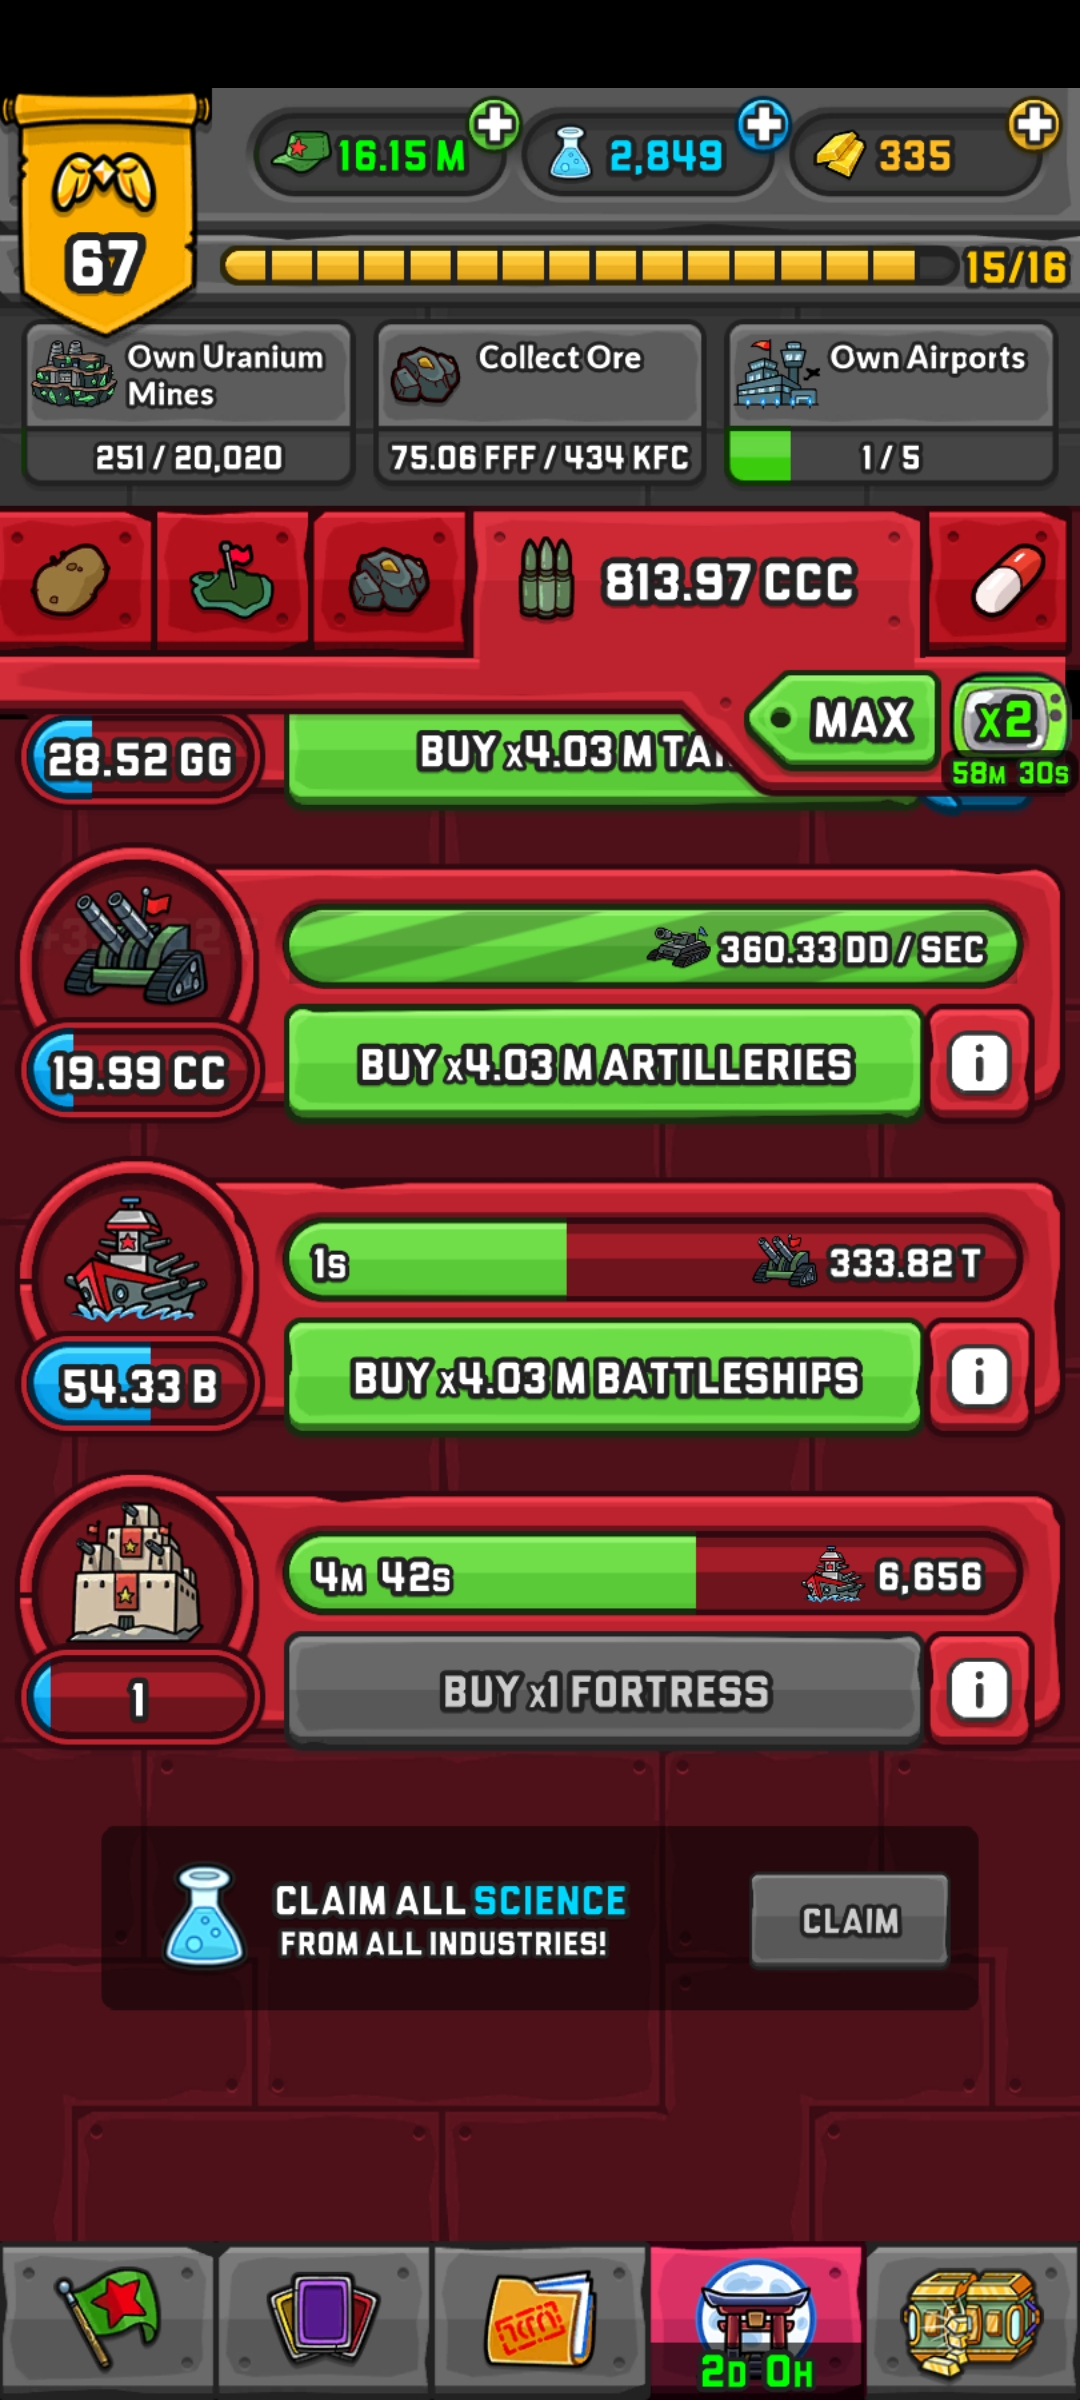 16.15 M
2,849
335
67
15/16
Own Uranium
Mines
Collect Ore
Own Airports
251 / 20,020
75.06 FFF / 434 KFC
1 / 5
813.97 CCC
MAX
x2
58M 30S
28.52 GG
BUY x4.03 M TA
360.33 DD / SEC
19.99 CC
BUY x4.03 M ARTILLERIES
i
1S
333.82 T
54.33 B
BUY x4.03 M BATTLESHIPS
i
4M 42S
6,656
1
BUY x1 FORTRESS
i
CLAIM ALL SCIENCE
FROM ALL INDUSTRIES!
CLAIM
2D 0H